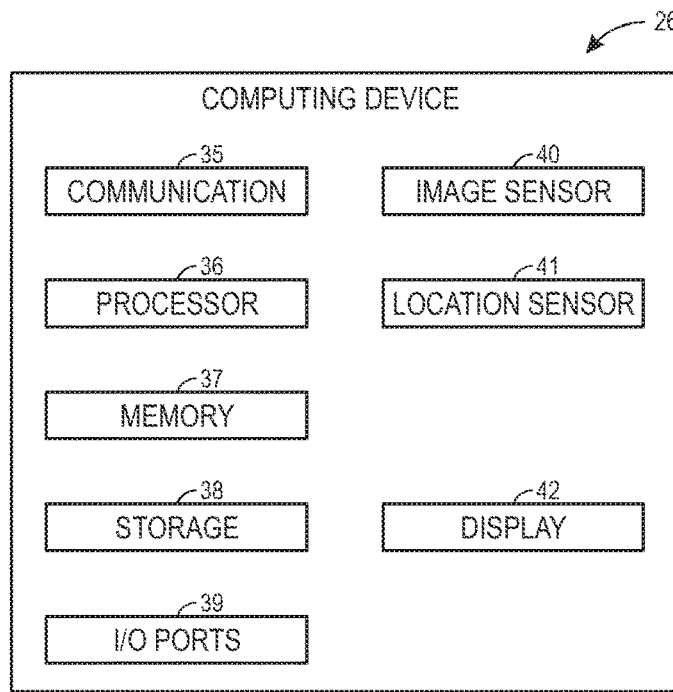 26
COMPUTING DEVICE
35
COMMUNICATION
40
IMAGE SENSOR
36
PROCESSOR
41
LOCATION SENSOR
37
MEMORY
38
STORAGE
42
DISPLAY
39
I/O PORTS